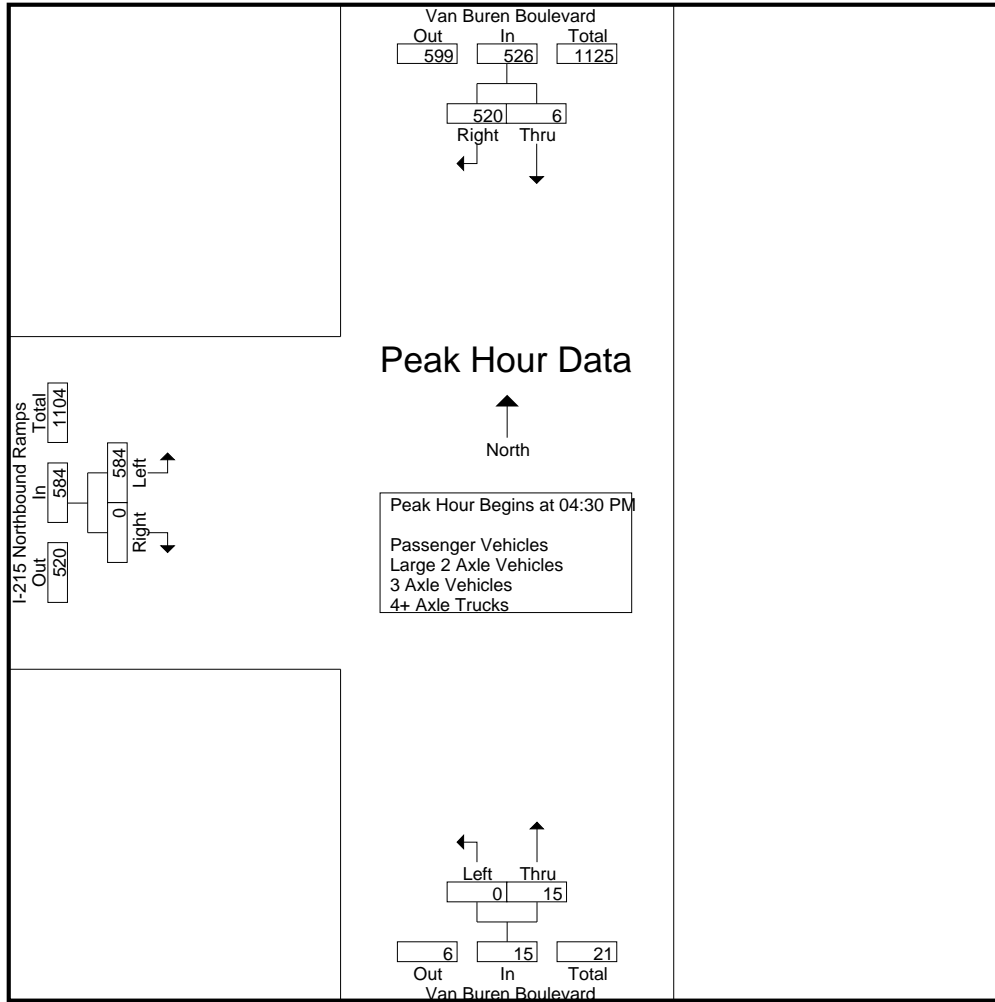 Van Buren Boulevard
Out In Total
599 526 1125
520 6
Right Thru
Peak Hour Data
North
Peak Hour Begins at 04:30 PM
Passenger Vehicles
Large 2 Axle Vehicles
3 Axle Vehicles
4+ Axle Trucks
I-215 Northbound Ramps
Out In Total
520 584 1104
0 584
Right Left
Left Thru
0 15
6 15 21
Out In Total
Van Buren Boulevard